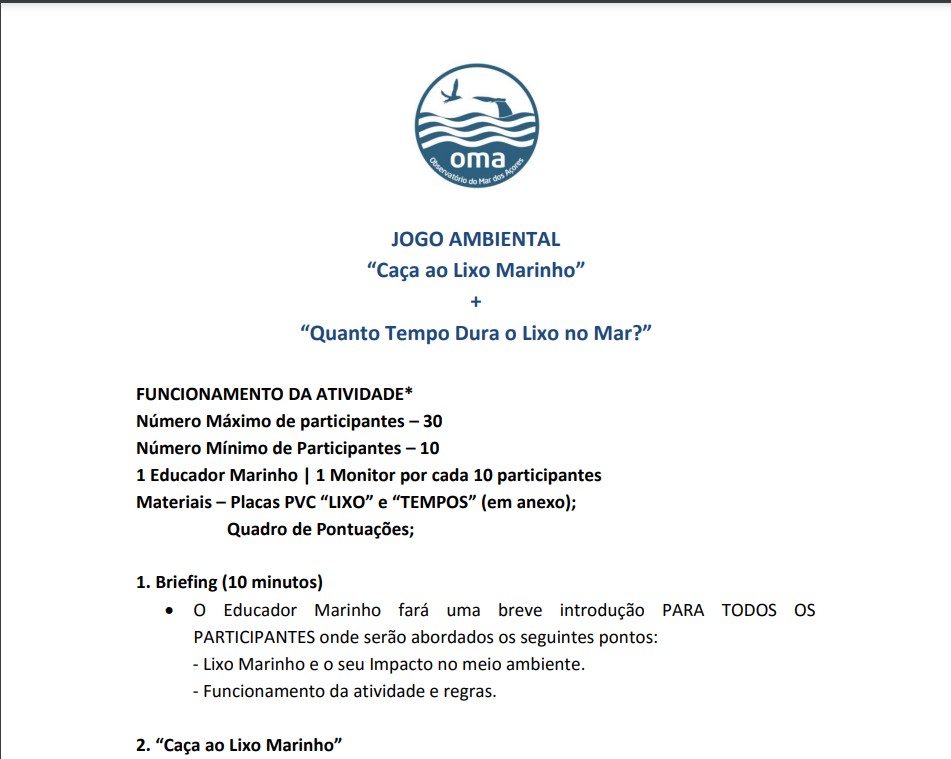 oma
Observatório do Mar dos Açores
JOGO AMBIENTAL
“Caça ao Lixo Marinho”
+
“Quanto Tempo Dura o Lixo no Mar?”
FUNCIONAMENTO DA ATIVIDADE*
Número Máximo de participantes – 30
Número Mínimo de Participantes – 10
1 Educador Marinho | 1 Monitor por cada 10 participantes
Materiais – Placas PVC “LIXO” e “TEMPOS” (em anexo);
Quadro de Pontuações;
1. Briefing (10 minutos)
• O Educador Marinho fará uma breve introdução PARA TODOS OS
PARTICIPANTES onde serão abordados os seguintes pontos:
- Lixo Marinho e o seu Impacto no meio ambiente.
- Funcionamento da atividade e regras.
2. “Caça ao Lixo Marinho”